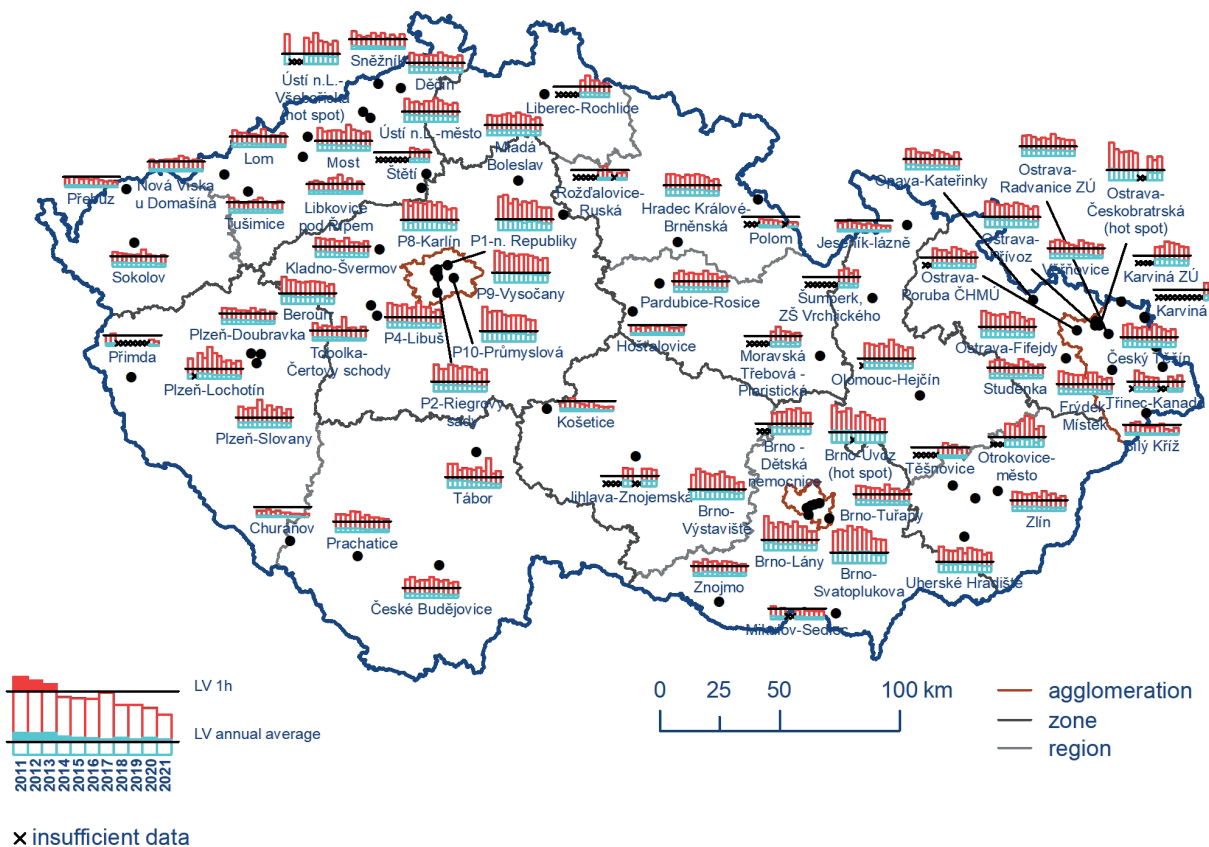 Sněžník
Ústí n.L.-
Všebořická
(hot spot)
Děčín
Liberec-Rochlice
Ústí n.L.-město
Mladá
Boleslav
Lom
Most
Štětí
Nová Víska
u Domašína
Přebuz
Tušimice
Libkovice
pod Řípem
Rožďalovice-
Ruská
Hradec Králové-
Brněnská
Polom
Jeseník-lázně
Opava-Kateřinky
Ostrava-
Radvanice ZÚ
Ostrava-
Českobratrská
(hot spot)
Sokolov
Kladno-Švermov
P8-Karlín
P1-n. Republiky
P9-Vysočany
Ostrava-
Přívoz
Věřňovice
Karviná ZÚ
Karviná
Ostrava-
Poruba ČHMÚ
Beroun
Plzeň-Doubravka
Tobolka-
Čertovy schody
P4-Libuš
P10-Průmyslová
Pardubice-Rosice
Šumperk,
ZŠ Vrchlického
Hošťalovice
Přimda
Plzeň-Lochotín
P2-Riegrovy
sady
Moravská
Třebová -
Piaristická
Olomouc-Hejčín
Ostrava-Fifejdy
Český Těšín
Studénka
Frýdek
Místek
Třinec-Kanada
Bílý Kříž
Plzeň-Slovany
Košetice
Brno -
Dětská
nemocnice
Brno-Úvoz
(hot spot)
Těšnovice
Otrokovice-
město
Tábor
Jihlava-Znojemská
Brno-
Výstaviště
Brno-Tuřany
Zlín
Churáňov
Prachatice
Brno-Lány
Brno-
Svatoplukova
Uherské Hradiště
České Budějovice
Znojmo
Mikulov-Sedlec
LV 1h
LV annual average
2011 2012 2013 2014 2015 2016 2017 2018 2019 2020 2021
0 25 50 100 km
agglomeration
zone
region
× insufficient data